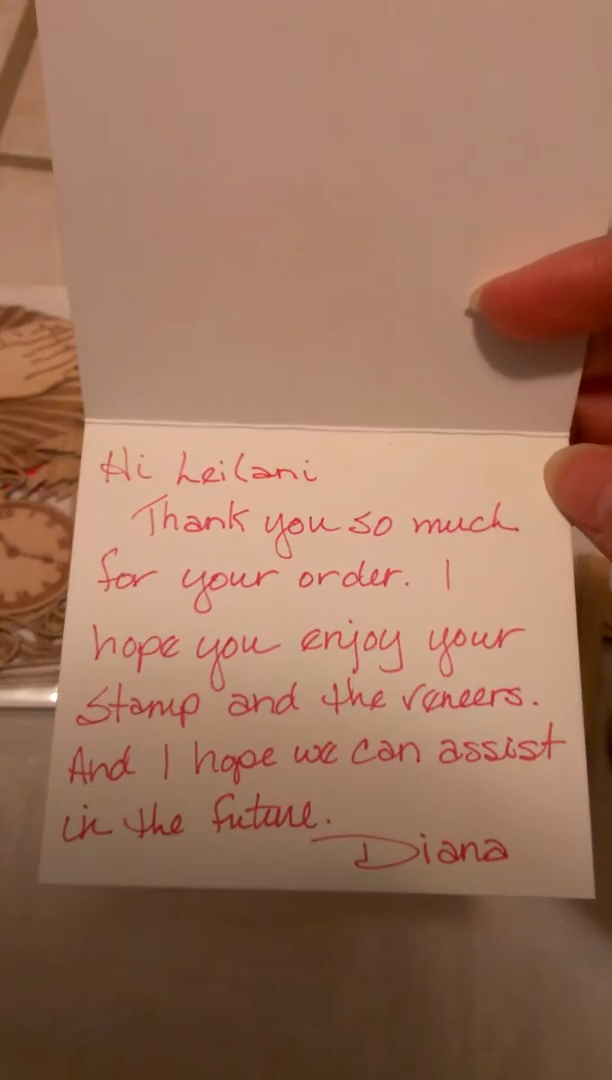 Hi Leilani
Thank you so much
for your order. I
hope you enjoy your
Stamp and the veneers.
And I hope we can assist
in the future.
Diana